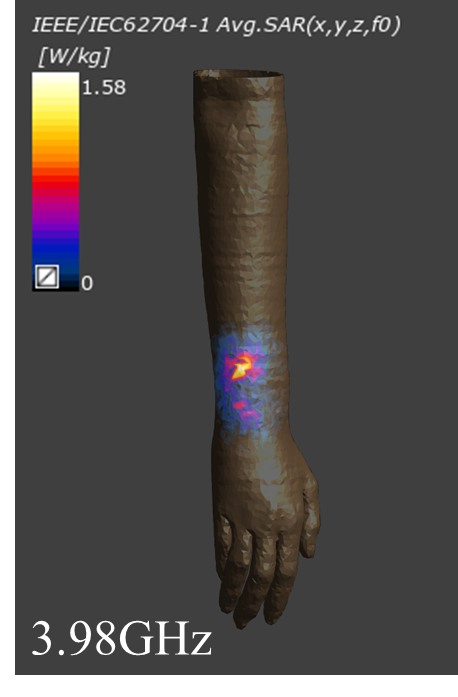 IEEE/IEC62704-1 Avg.SAR(x,y,z,f0)
[W/kg]
1.58
0
3.98GHz